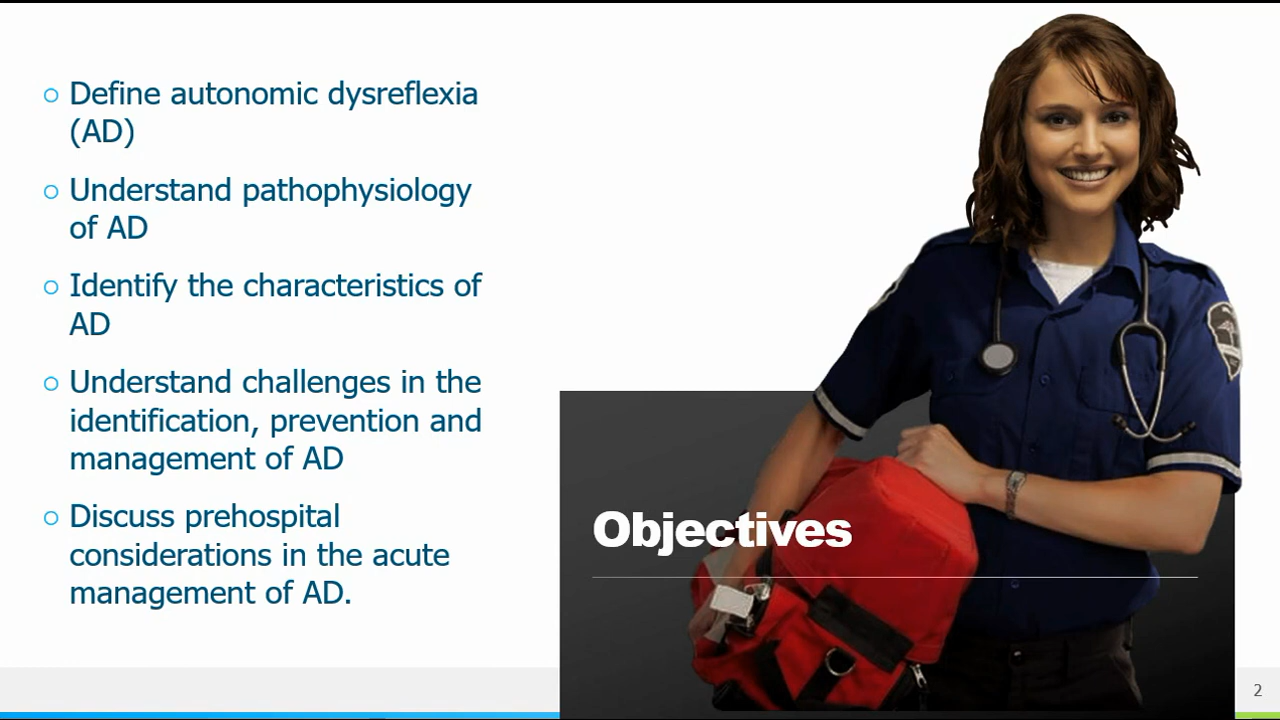 ○ Define autonomic dysreflexia
(AD)
○ Understand pathophysiology
of AD
○ Identify the characteristics of
AD
○ Understand challenges in the
identification, prevention and
management of AD
○ Discuss prehospital
considerations in the acute
management of AD.
Objectives
2